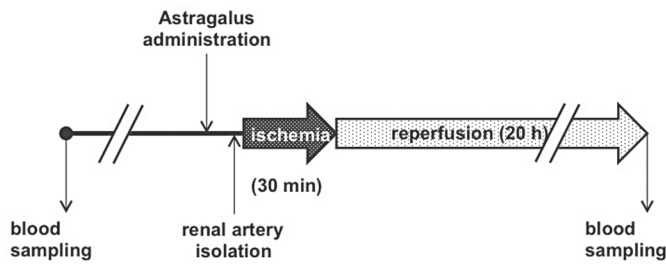 Astragalus
administration
ischemia
reperfusion (20 h)
(30 min)
blood
sampling
renal artery
isolation
blood
sampling